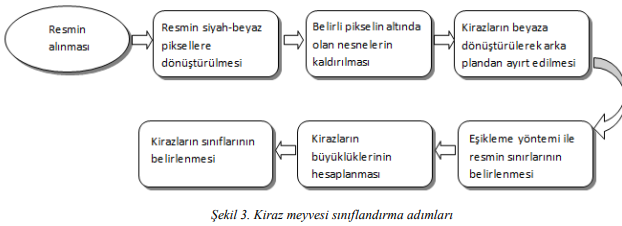 Resmin
alınması
Resmin siyah-beyaz
piksellere
dönüştürülmesi
Belirli pikselin altında
olan nesnelerin
kaldırılması
Kirazların beyaza
dönüştürülerek arka
plandan ayırt edilmesi
Eşikleme yöntemi ile
resmin sınırlarının
belirlenmesi
Kirazların
büyüklüklerinin
hesaplanması
Kirazların sınıflarının
belirlenmesi
Şekil 3. Kiraz meyvesi sınıflandırma adımları